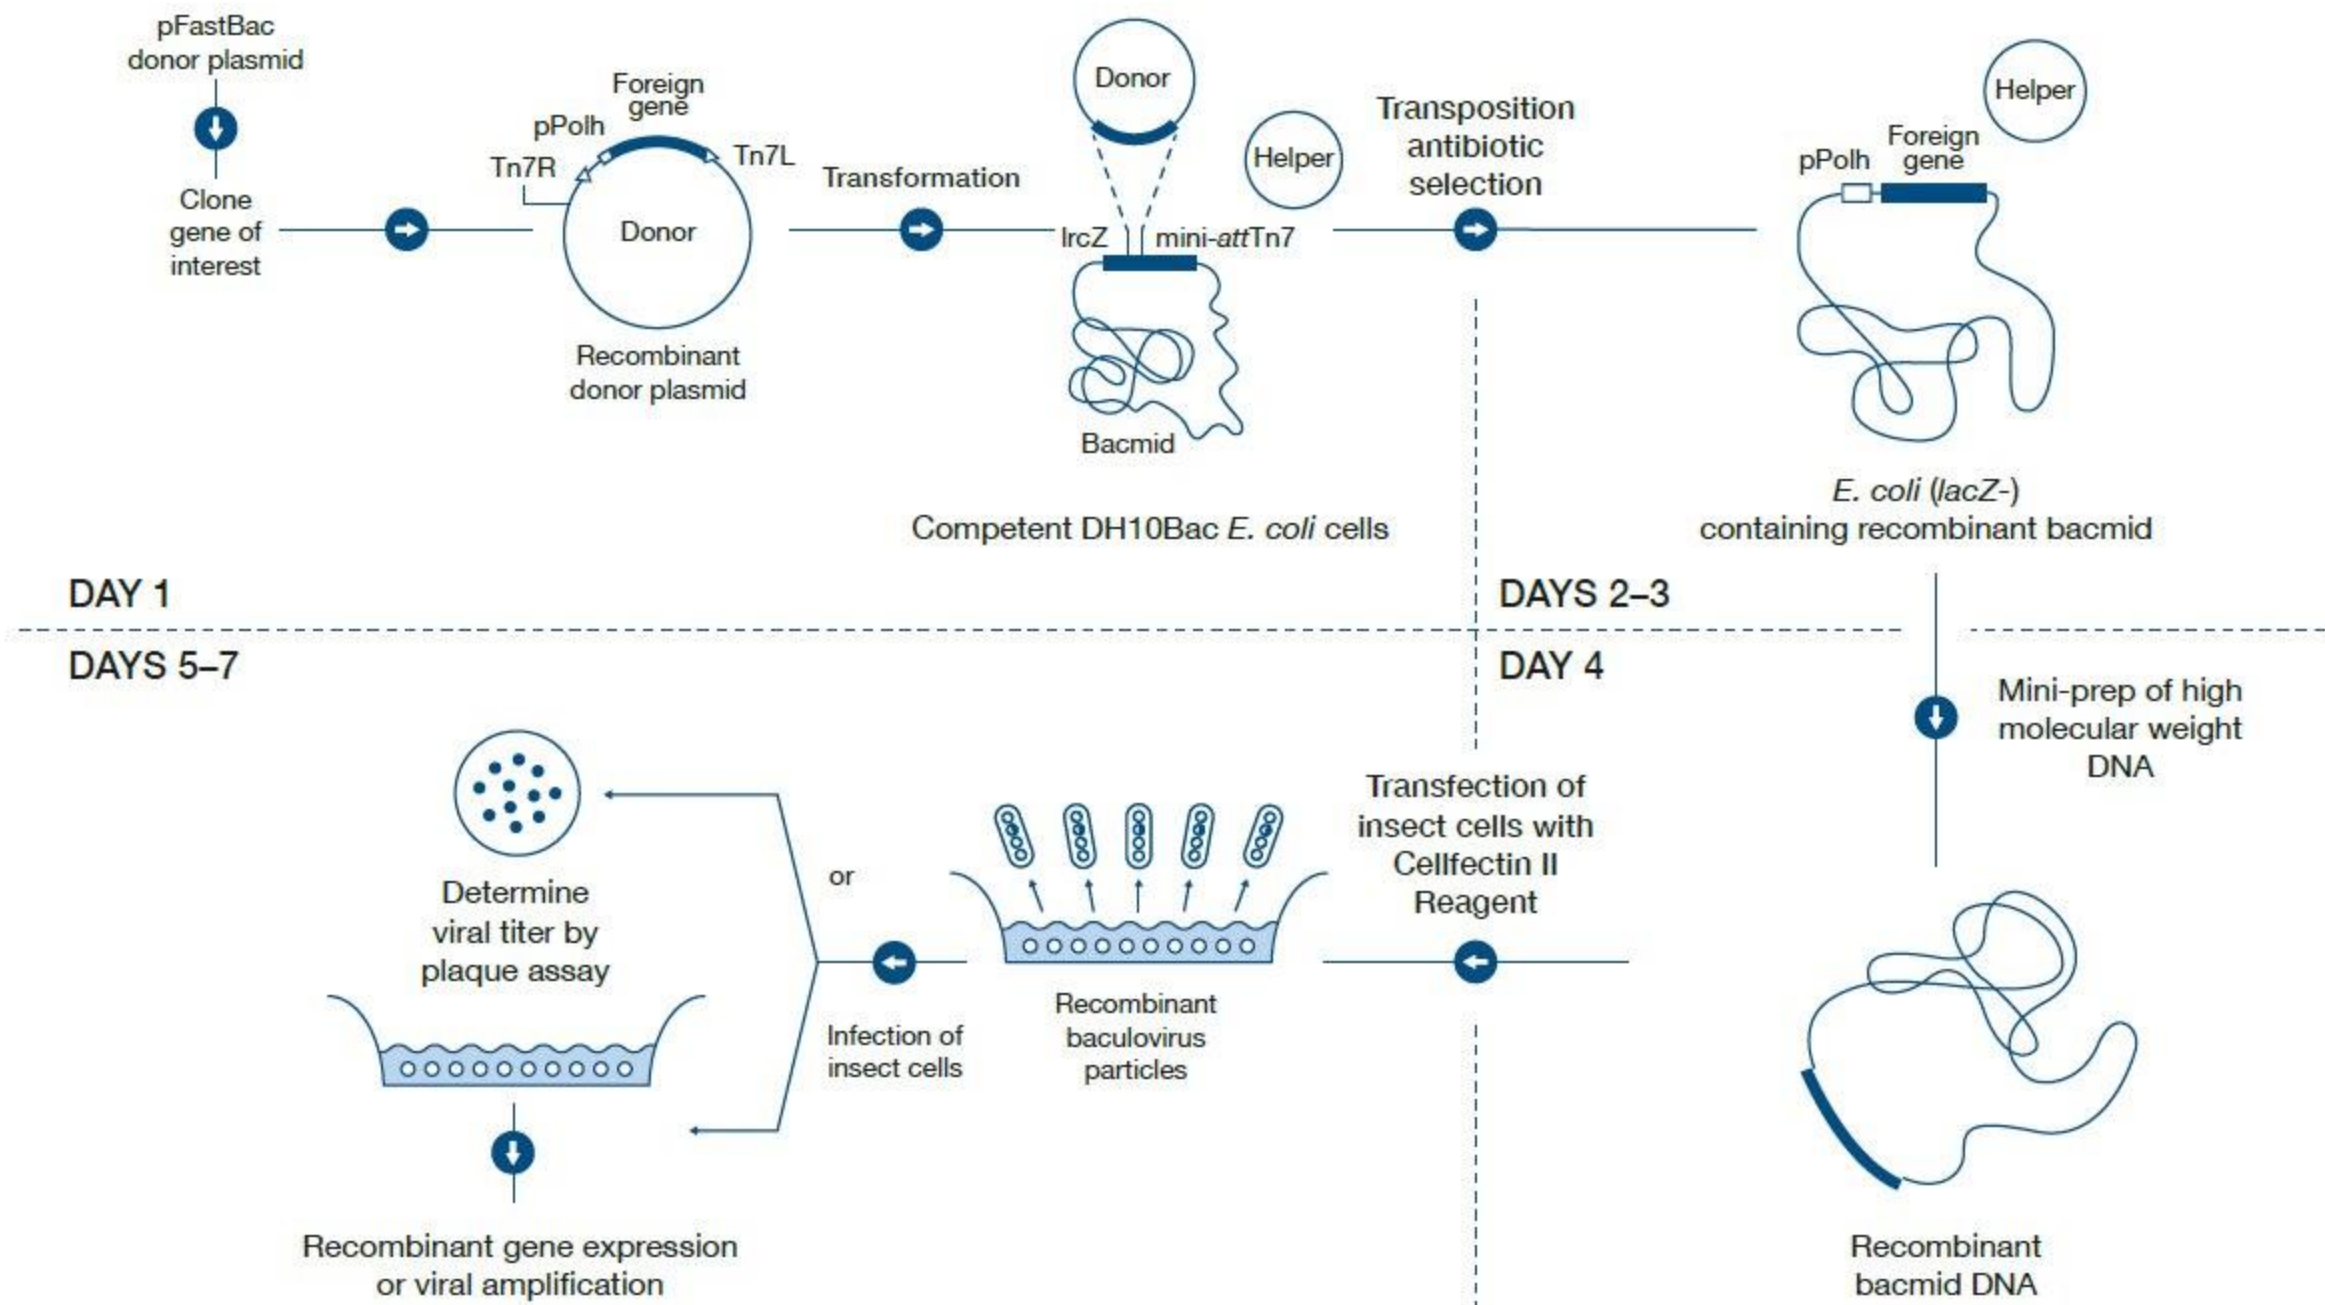 pFastBac
donor plasmid
Clone
gene of
interest
Foreign
gene
pPolh
Tn7R
Tn7L
Donor
Recombinant
donor plasmid
Transformation
Donor
Helper
lrcZ
mini-attTn7
Bacmid
Competent DH10Bac E. coli cells
Transposition
antibiotic
selection
Helper
Foreign
gene
pPolh
E. coli (lacZ-)
containing recombinant bacmid
DAY 1
DAYS 2–3
DAYS 5–7
DAY 4
Mini-prep of high
molecular weight
DNA
Recombinant
bacmid DNA
Transfection of
insect cells with
Cellfectin II
Reagent
Recombinant
baculovirus
particles
Infection of
insect cells
or
Determine
viral titer by
plaque assay
Recombinant gene expression
or viral amplification